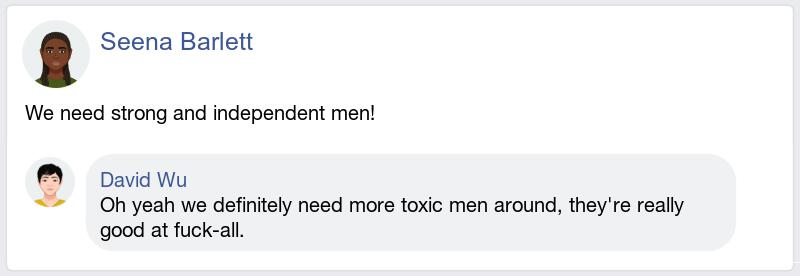 Seena Barlett
We need strong and independent men!
David Wu
Oh yeah we definitely need more toxic men around, they're really
good at fuck-all.